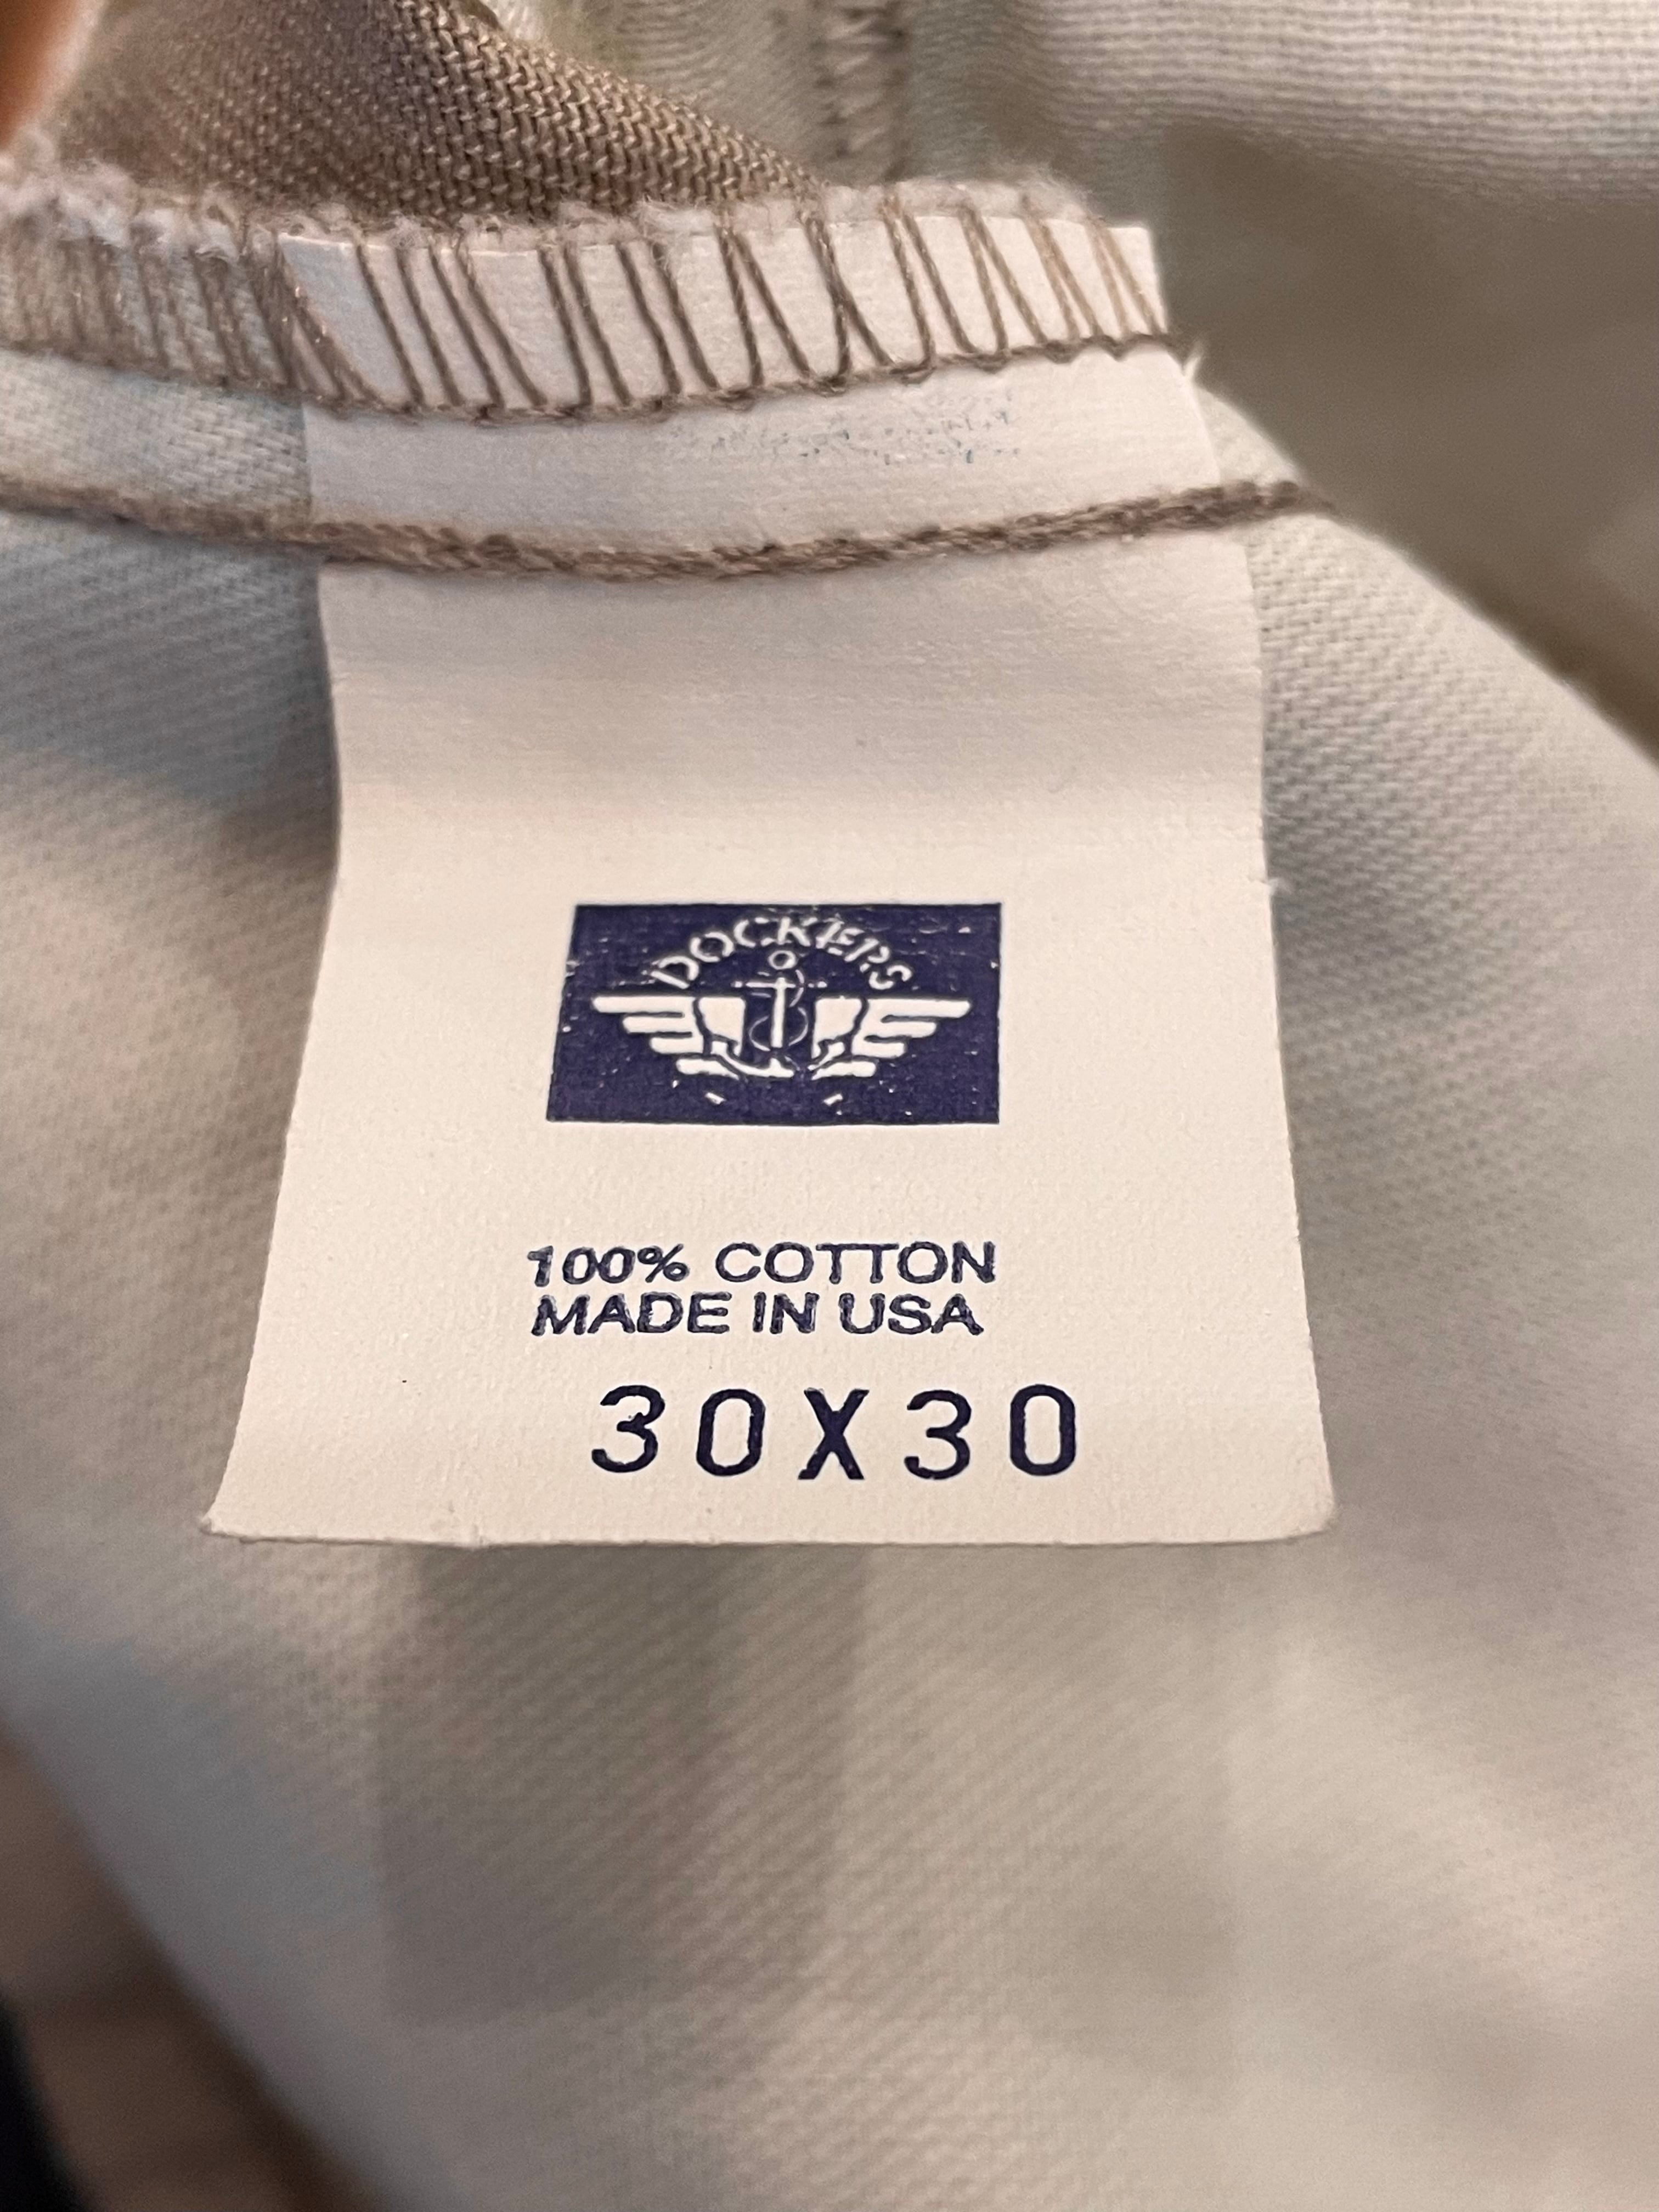 DOCKERS
100% COTTON
MADE IN USA
30X30